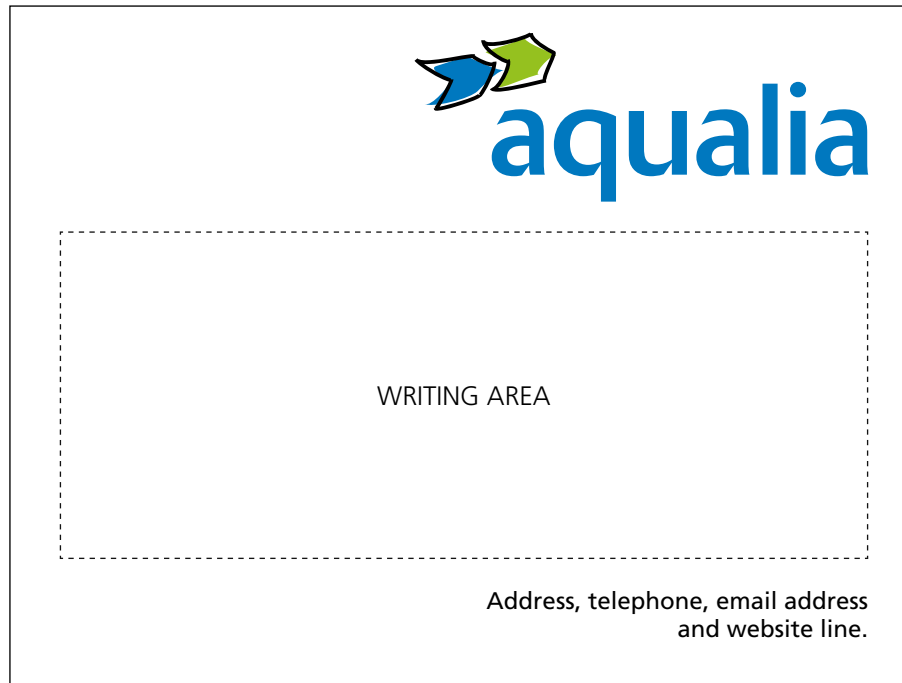 aqualia
WRITING AREA
Address, telephone, email address
and website line.